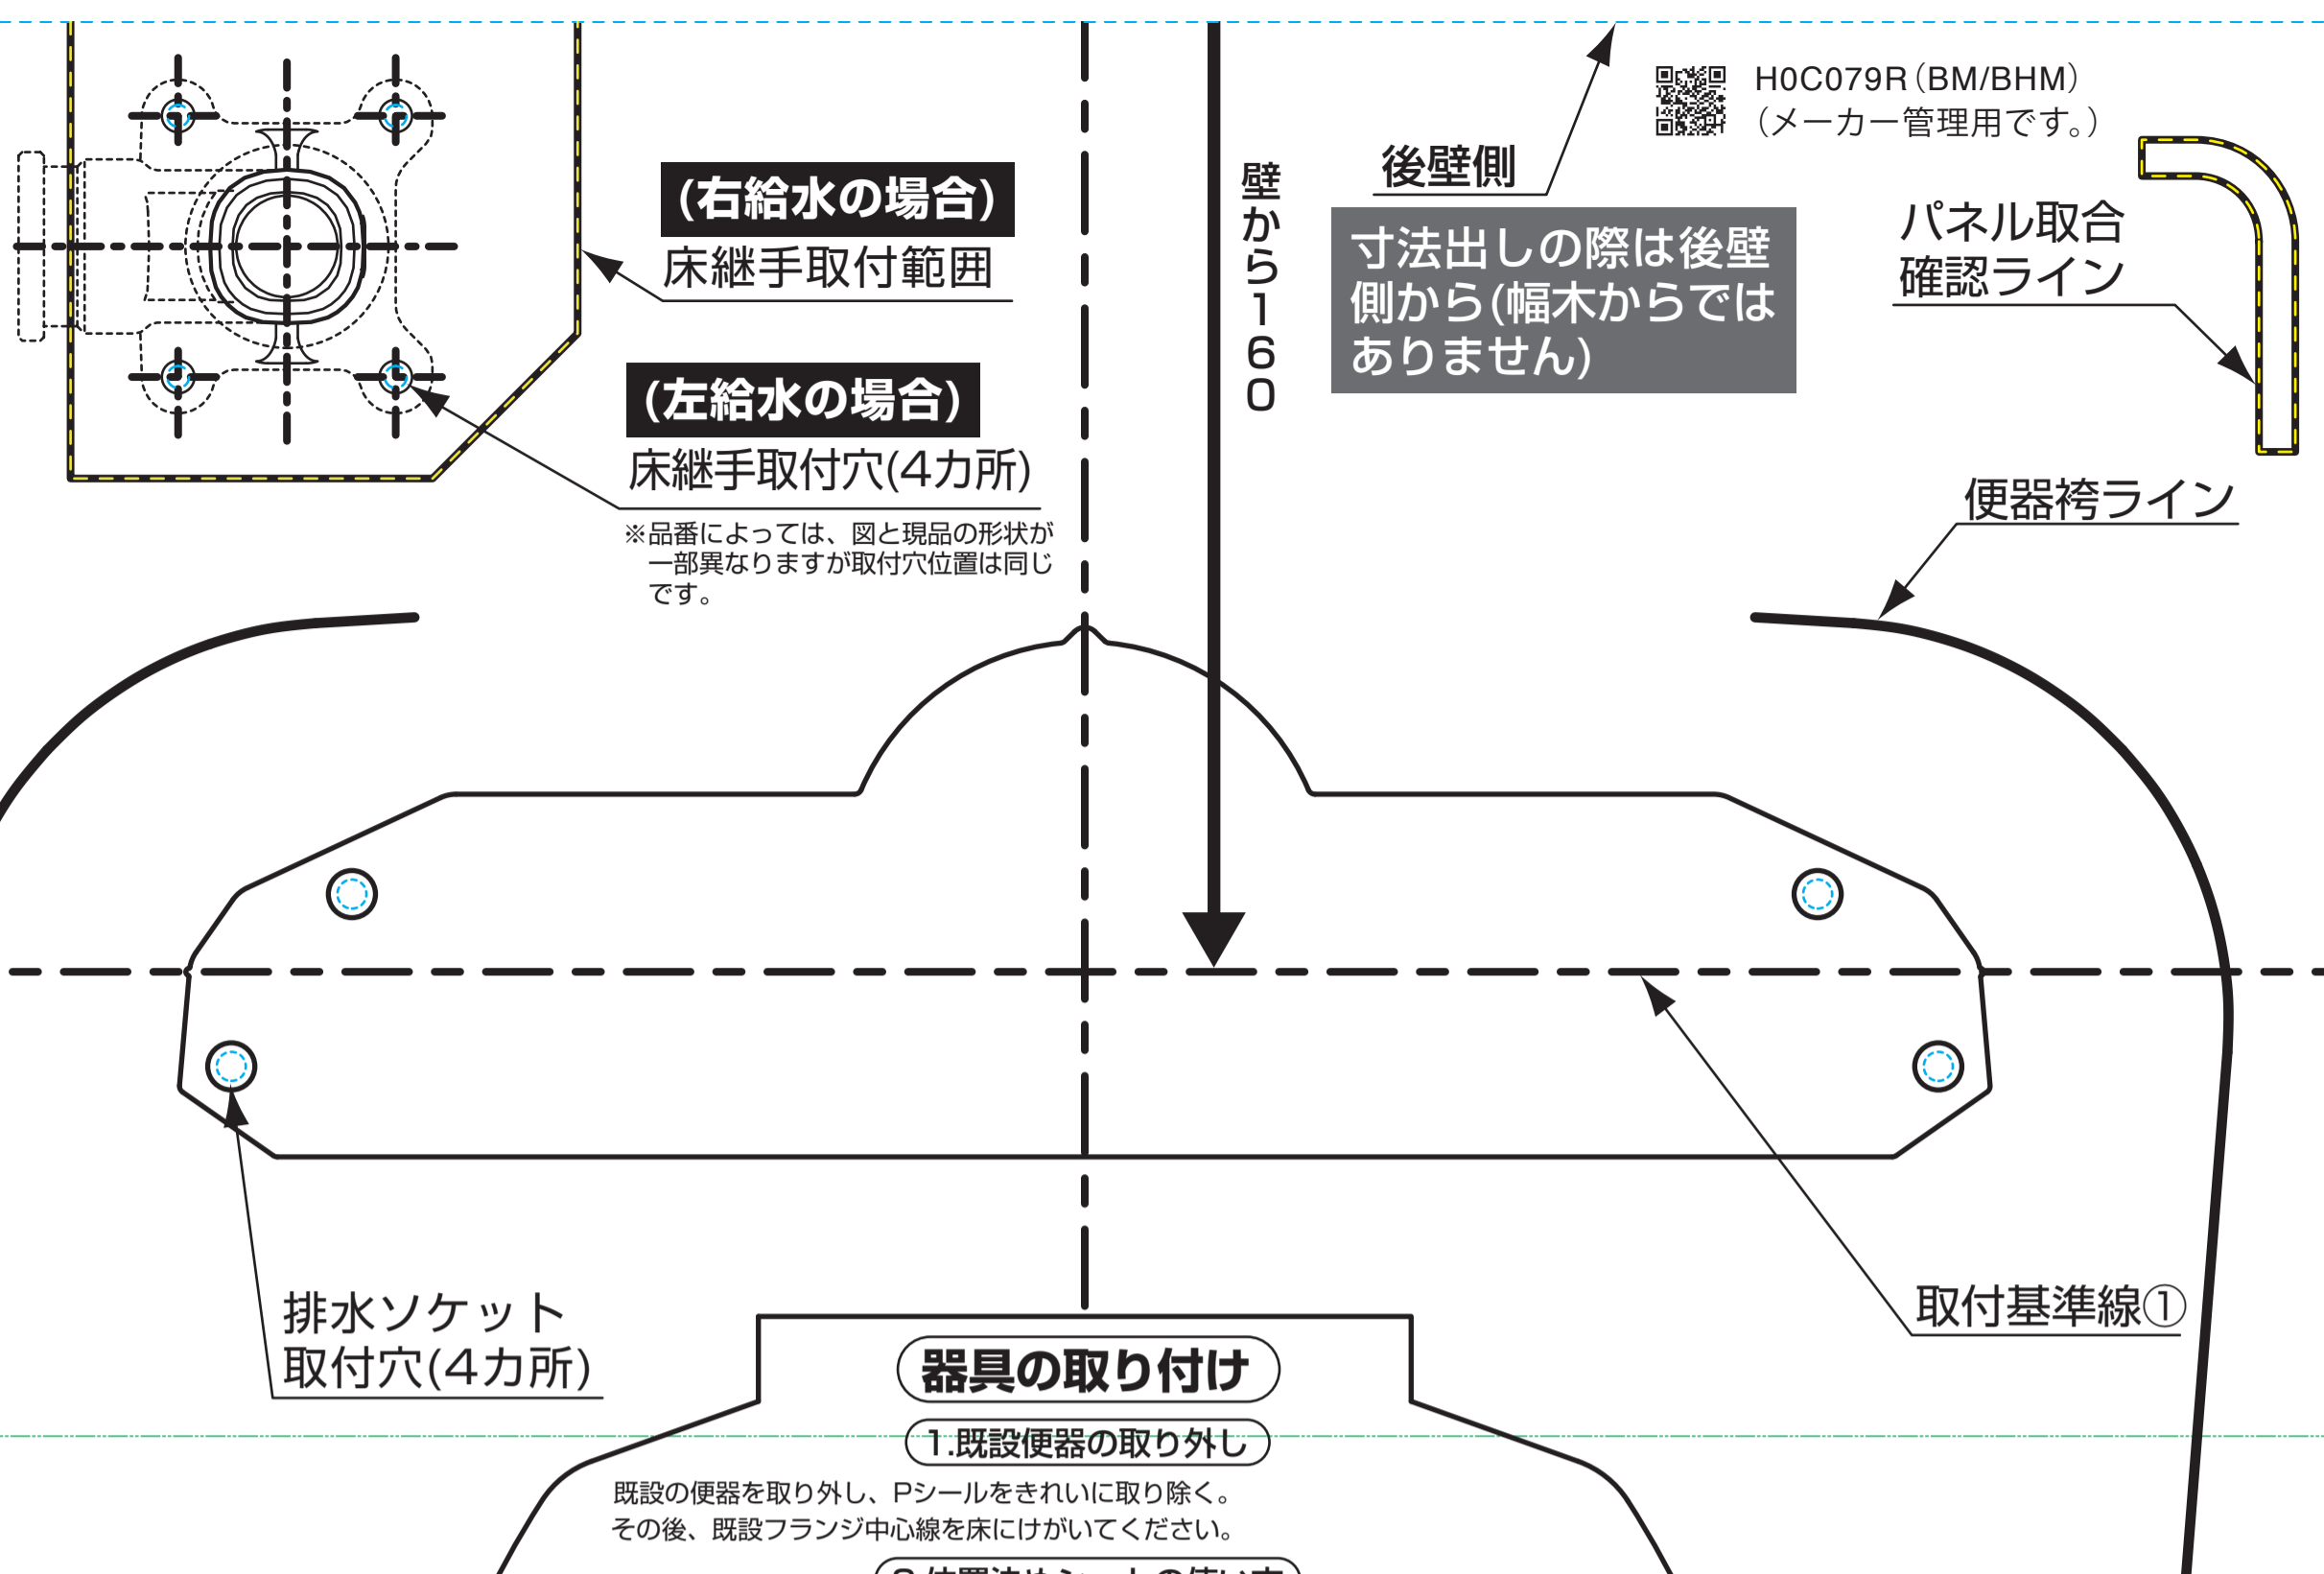 H0C079R（BM/BHM）
（メーカー管理用です。）
後壁側
壁から160
(右給水の場合)
床継手取付範囲
寸法出しの際は後壁
側から(幅木からでは
ありません)
パネル取合
確認ライン
(左給水の場合)
床継手取付穴(4カ所)
※品番によっては、図と現品の形状が
一部異なりますが取付穴位置は同じ
です。
便器袴ライン
排水ソケット
取付穴(4カ所)
取付基準線①
器具の取り付け
1.既設便器の取り外し
既設の便器を取り外し、Pシールをきれいに取り除く。
その後、既設フランジ中心線を床にけがいてください。